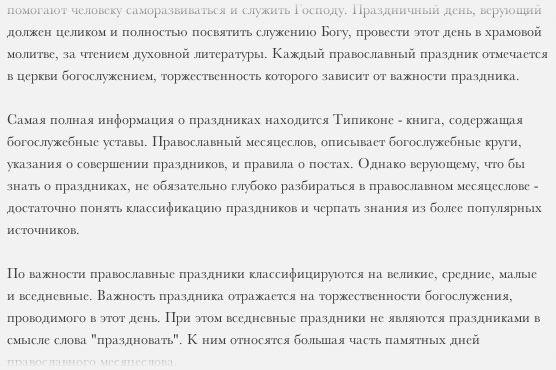 помогают человеку саморазвиваться и служить Господу. Праздничный день, верующий
должен целиком и полностью посвятить служению Богу, провести этот день в храмовой
молитве, за чтением духовной литературы. Каждый православный праздник отмечается
в церкви богослужением, торжественность которого зависит от важности праздника.
Самая полная информация о праздниках находится Типиконе - книга, содержащая
богослужебные уставы. Православный месяцеслов, описывает богослужебные круги,
указания о совершении праздников, и правила о постах. Однако верующему, что бы
знать о праздниках, не обязательно глубоко разбираться в православном месяцеслове -
достаточно понять классификацию праздников и черпать знания из более популярных
источников.
По важности православные праздники классифицируются на великие, средние, малые
и вседневные. Важность праздника отражается на торжественности богослужения,
проводимого в этот день. При этом вседневные праздники не являются праздниками в
смысле слова "праздновать". К ним относятся большая часть памятных дней
православного месяцеслова.